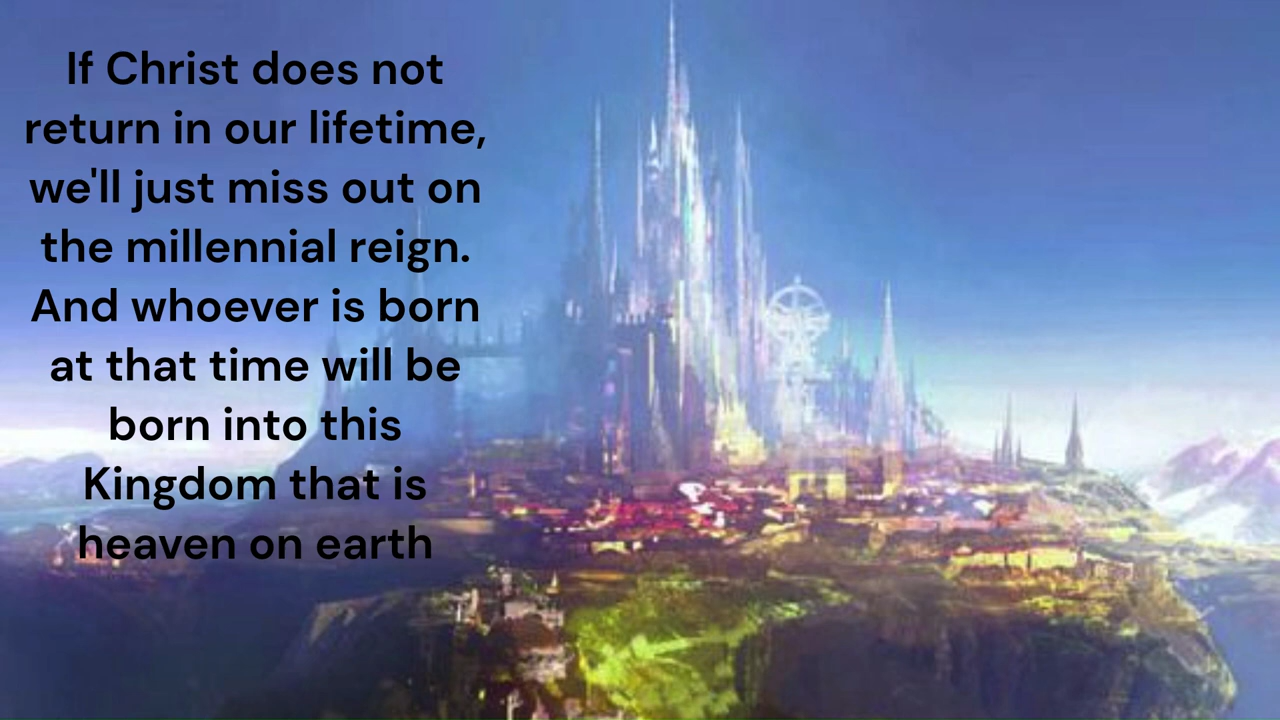 If Christ does not
return in our lifetime,
we'll just miss out on
the millennial reign.
And whoever is born
at that time will be
born into this
Kingdom that is
heaven on earth